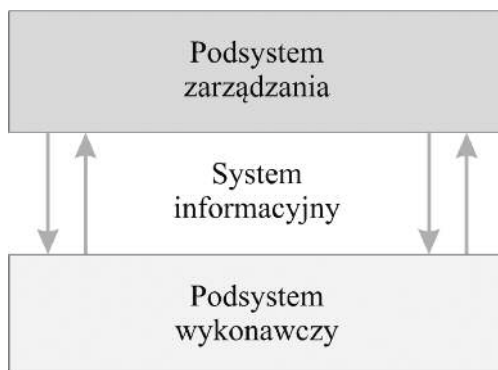 Podsystem
zarządzania
System
informacyjny
Podsystem
wykonawczy